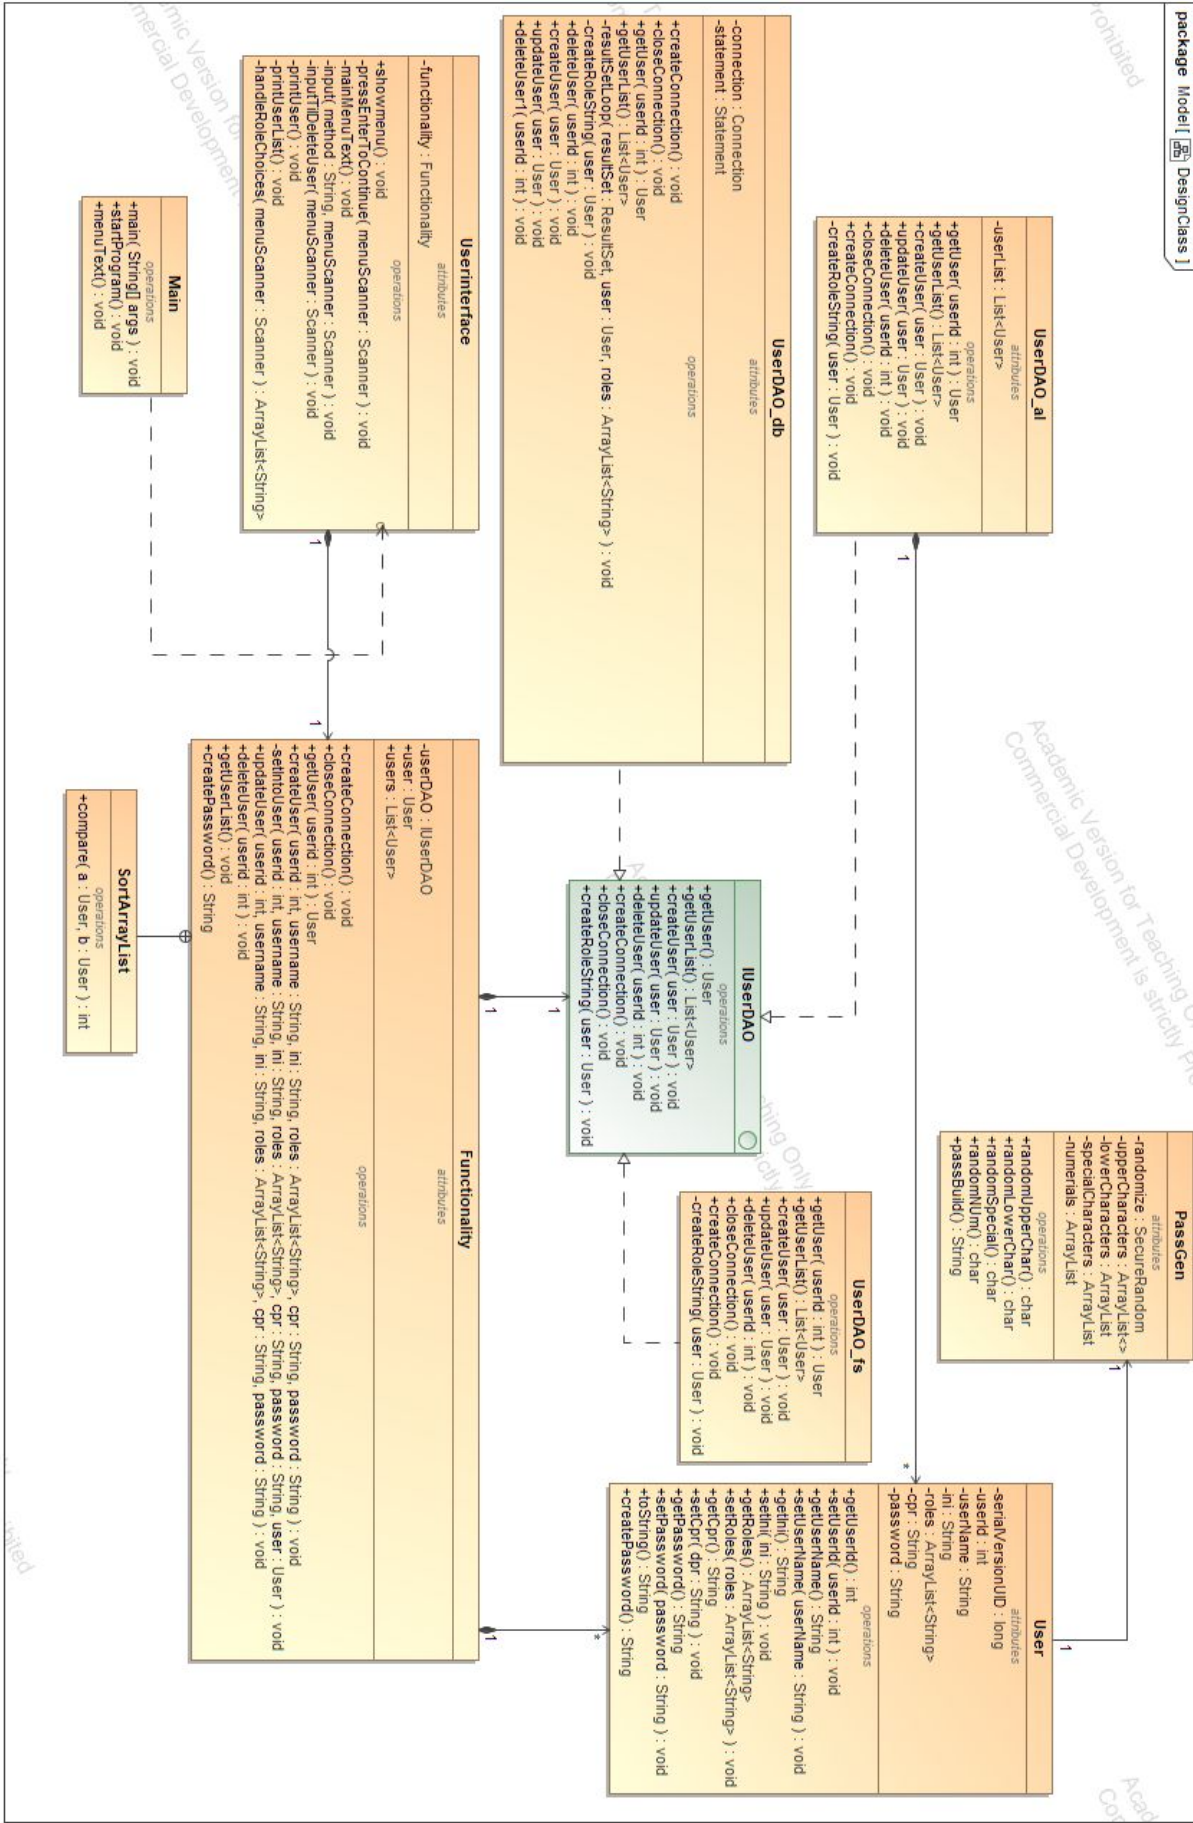 package Model [ DesignClass ]
UserDAO_al
attributes
-userList : List<User>
operations
+getUser( userId : int ) : User
+getUserList() : List<User>
+createUser( user : User ) : void
+updateUser( user : User ) : void
+deleteUser( userId : int ) : void
+closeConnection() : void
+createConnection() : void
-createRoleString( user : User ) : void
PassGen
attributes
-randomize : SecureRandom
-upperCharacters : ArrayList<>
-lowerCharacters : ArrayList
-specialCharacters : ArrayList
-numerials : ArrayList
operations
+randomUpperChar() : char
+randomLowerChar() : char
+randomSpecial() : char
+randomNUm() : char
+passBuild() : String
User
attributes
-serialVersionUID : long
-userId : int
-userName : String
-ini : String
-roles : ArrayList<String>
-cpr : String
-password : String
operations
+getUserId() : int
+setUserId( userId : int ) : void
+getUserName() : String
+setUserName( userName : String ) : void
+getIni() : String
+setIni( ini : String ) : void
+getRoles() : ArrayList<String>
+setRoles( roles : ArrayList<String> ) : void
+getCpr() : String
+setCpr( dpr : String ) : void
+getPassword() : String
+setPassword( password : String ) : void
+toString() : String
+createPassword() : String
UserDAO_db
attributes
-connection : Connection
-statement : Statement
operations
+createConnection() : void
+closeConnection() : void
+getUser( userId : int ) : User
+getUserList() : List<User>
-resultSetLoop( resultSet : ResultSet, user : User, roles : ArrayList<String> ) : void
-createRoleString( user : User ) : void
+deleteUser( userId : int ) : void
+createUser( user : User ) : void
+updateUser( user : User ) : void
+deleteUser1( userId : int ) : void
IUserDAO
operations
+getUser() : User
+getUserList() : List<User>
+createUser( user : User ) : void
+updateUser( user : User ) : void
+deleteUser( userId : int ) : void
+createConnection() : void
+closeConnection() : void
+createRoleString( user : User ) : void
UserDAO_fs
operations
+getUser( userId : int ) : User
+getUserList() : List<User>
+createUser( user : User ) : void
+updateUser( user : User ) : void
+deleteUser( userId : int ) : void
+closeConnection() : void
+createConnection() : void
-createRoleString( user : User ) : void
Userinterface
attributes
-functionality : Functionality
operations
+showmenu() : void
-pressEnterToContinue( menuScanner : Scanner ) : void
-mainMenuText() : void
-input( method : String, menuScanner : Scanner ) : void
-inputTilDeleteUser( menuScanner : Scanner ) : void
-printUser() : void
-printUserList() : void
-handleRoleChoices( menuScanner : Scanner ) : ArrayList<String>
Functionality
attributes
-userDAO : IUserDAO
+user : User
+users : List<User>
operations
+createConnection() : void
+closeConnection() : void
+getUser( userid : int ) : User
+createUser( userid : int, username : String, ini : String, roles : ArrayList<String>, cpr : String, password : String ) : void
-setIntoUser( userid : int, username : String, ini : String, roles : ArrayList<String>, cpr : String, password : String, user : User ) : void
+updateUser( userid : int, username : String, ini : String, roles : ArrayList<String>, cpr : String, password : String ) : void
+deleteUser( userid : int ) : void
+getUserList() : void
+createPassword() : String
Main
operations
+main( String[] args ) : void
+startProgram() : void
+menuText() : void
SortArrayList
operations
+compare( a : User, b : User ) : int
1
*
1
1
1
1
1
1
1
*
Academic Version for Teaching
Commercial Development is strictly